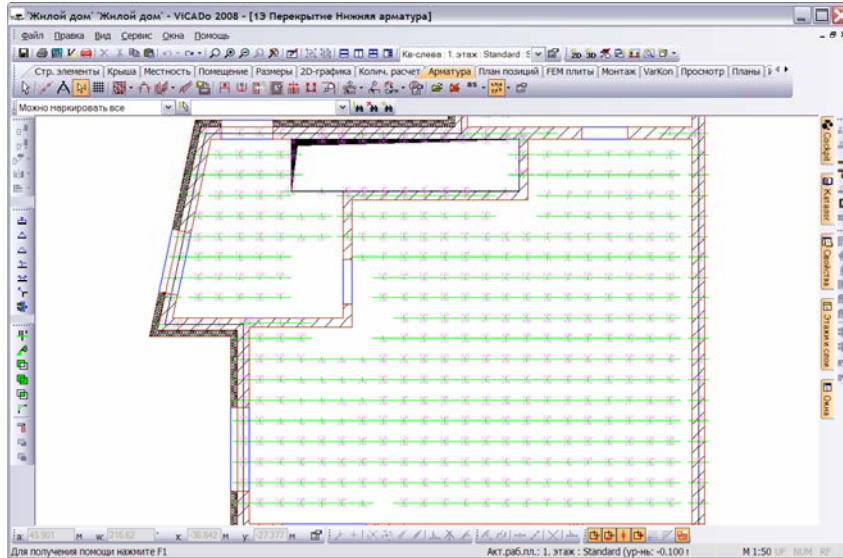 "Жилой дом" 'Жилой дом' - ViCADo 2008 - [1Э Перекрытие Нижняя арматура]
Файл Правка Вид Сервис Окна Помощь
Кв-слева : 1. этаж : Standard : S
Стр. элементы Крыша Местность Помещение Размеры 2D-графика Колич. расчет Арматура План позиций FEM плиты Монтаж VarKon Просмотр Планы
Можно маркировать все
Cockpit
Каталог
Свойства
Этажи и слои
Окна
a: 45.901 м w: 216.62 ° x: -36.842 м y: -27.377 м
Для получения помощи нажмите F1 Акт.раб.пл.: 1. этаж : Standard (ур-нь: -0.100 м M 1:50 UF NUM RF